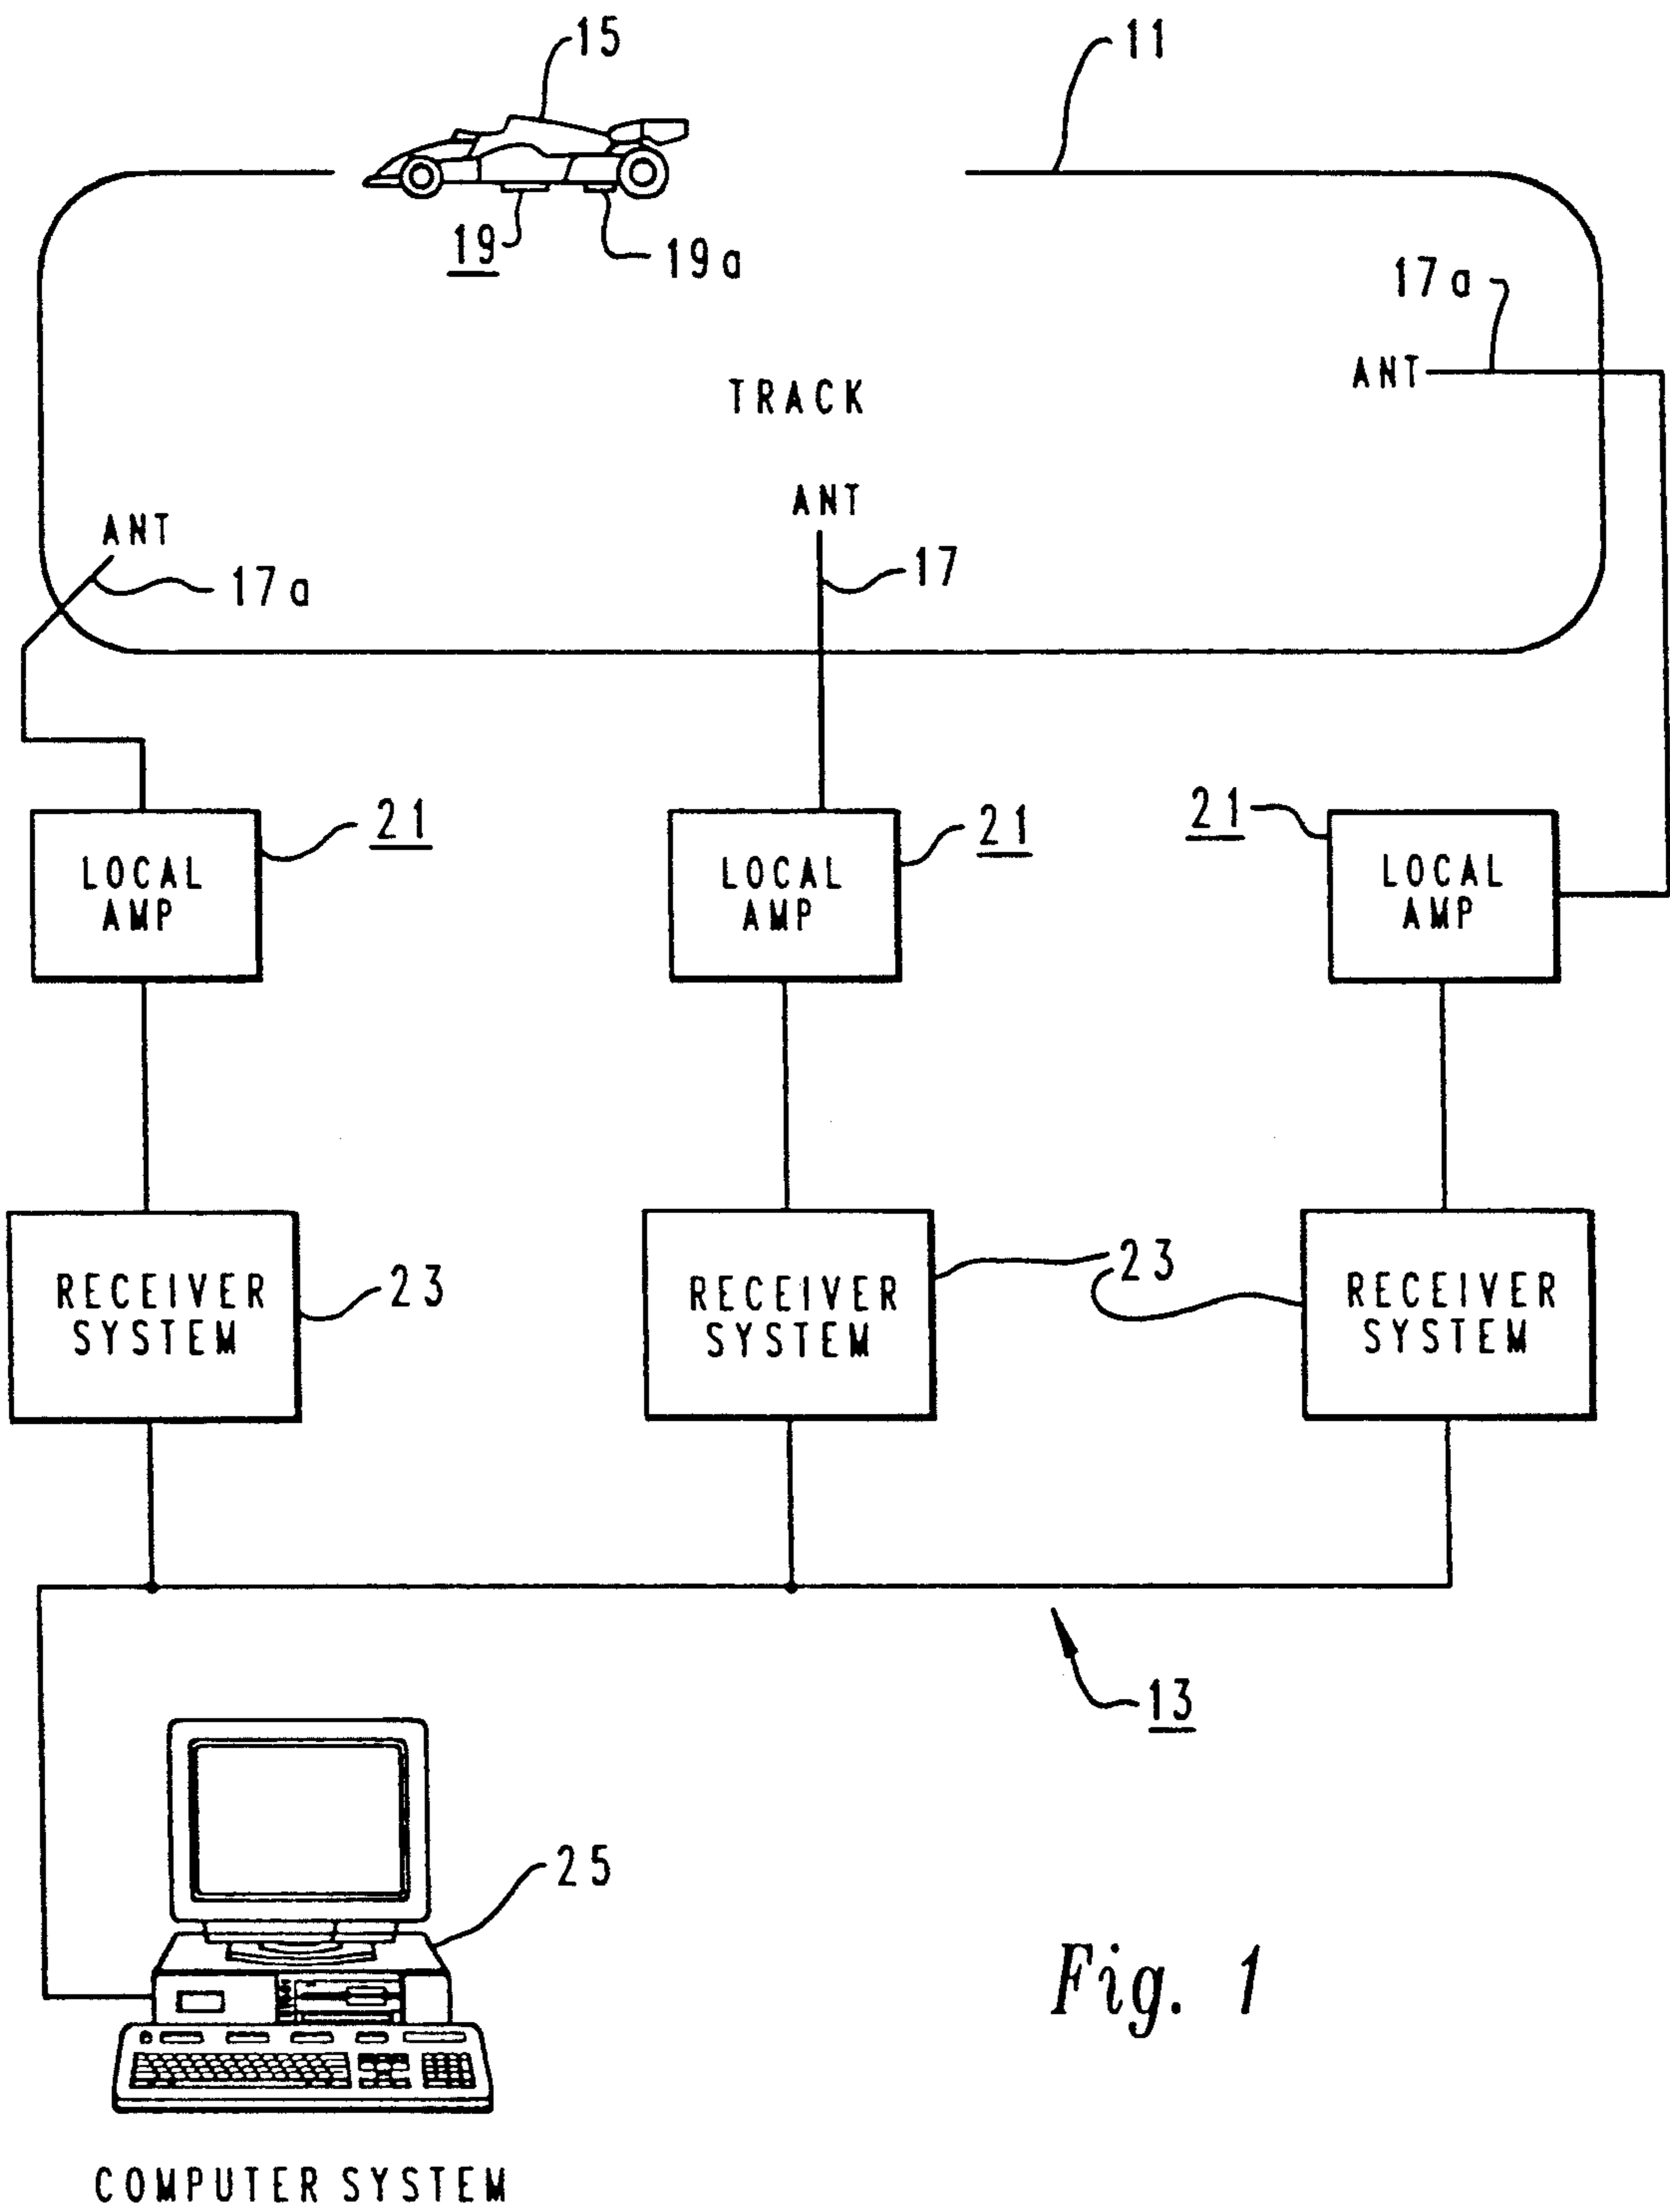 15
11
19
19a
17a
ANT
TRACK
ANT
ANT
17
17a
21
21
21
LOCAL
AMP
LOCAL
AMP
LOCAL
AMP
23
23
RECEIVER
SYSTEM
RECEIVER
SYSTEM
RECEIVER
SYSTEM
13
25
Fig. 1
COMPUTER SYSTEM